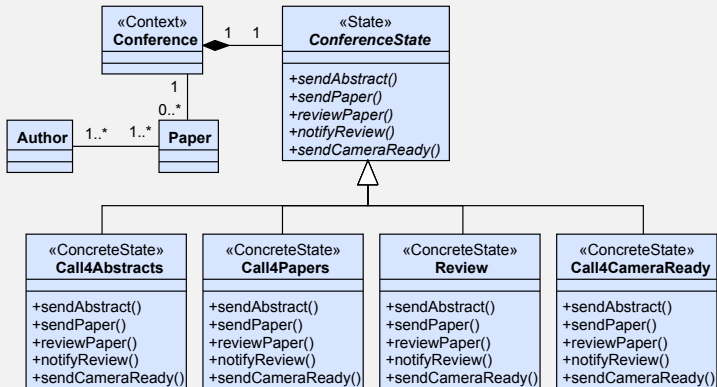 «Context»
Conference
1
1
«State»
ConferenceState
+sendAbstract()
+sendPaper()
+reviewPaper()
+notifyReview()
+sendCameraReady()
1
0..*
Author
1..*
1..*
Paper
«ConcreteState»
Call4Abstracts
+sendAbstract()
+sendPaper()
+reviewPaper()
+notifyReview()
+sendCameraReady()
«ConcreteState»
Call4Papers
+sendAbstract()
+sendPaper()
+reviewPaper()
+notifyReview()
+sendCameraReady()
«ConcreteState»
Review
+sendAbstract()
+sendPaper()
+reviewPaper()
+notifyReview()
+sendCameraReady()
«ConcreteState»
Call4CameraReady
+sendAbstract()
+sendPaper()
+reviewPaper()
+notifyReview()
+sendCameraReady()